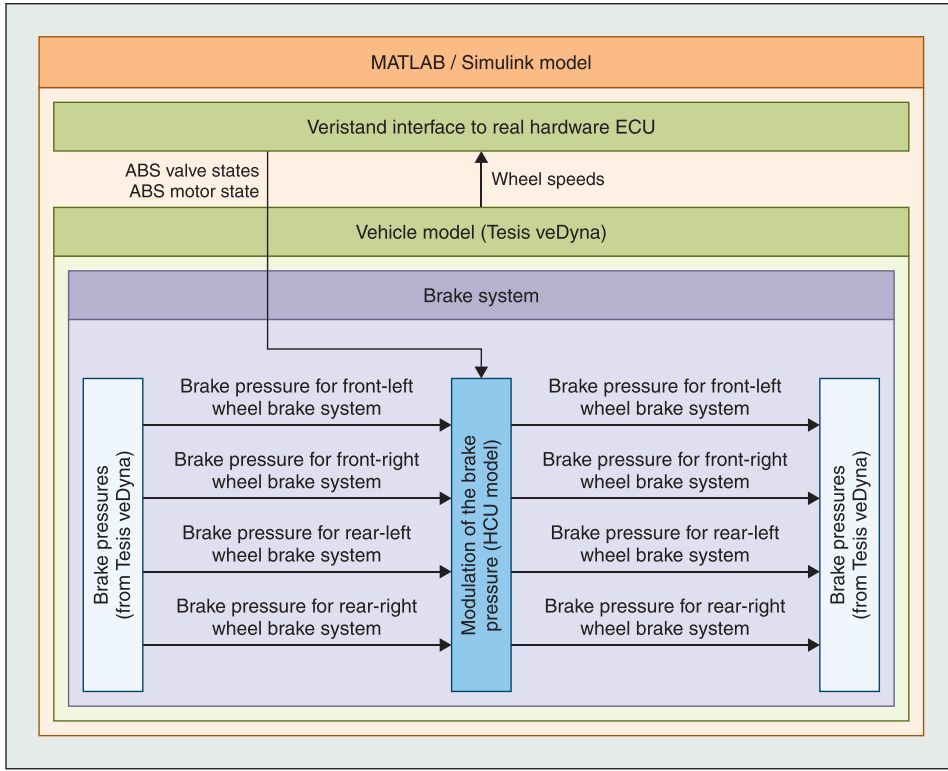 MATLAB / Simulink model
Veristand interface to real hardware ECU
ABS valve states
ABS motor state
Wheel speeds
Vehicle model (Tesis veDyna)
Brake system
Brake pressures
(from Tesis veDyna)
Brake pressure for front-left
wheel brake system
Brake pressure for front-right
wheel brake system
Brake pressure for rear-left
wheel brake system
Brake pressure for rear-right
wheel brake system
Modulation of the brake
pressure (HCU model)
Brake pressure for front-left
wheel brake system
Brake pressure for front-right
wheel brake system
Brake pressure for rear-left
wheel brake system
Brake pressure for rear-right
wheel brake system
Brake pressures
(from Tesis veDyna)